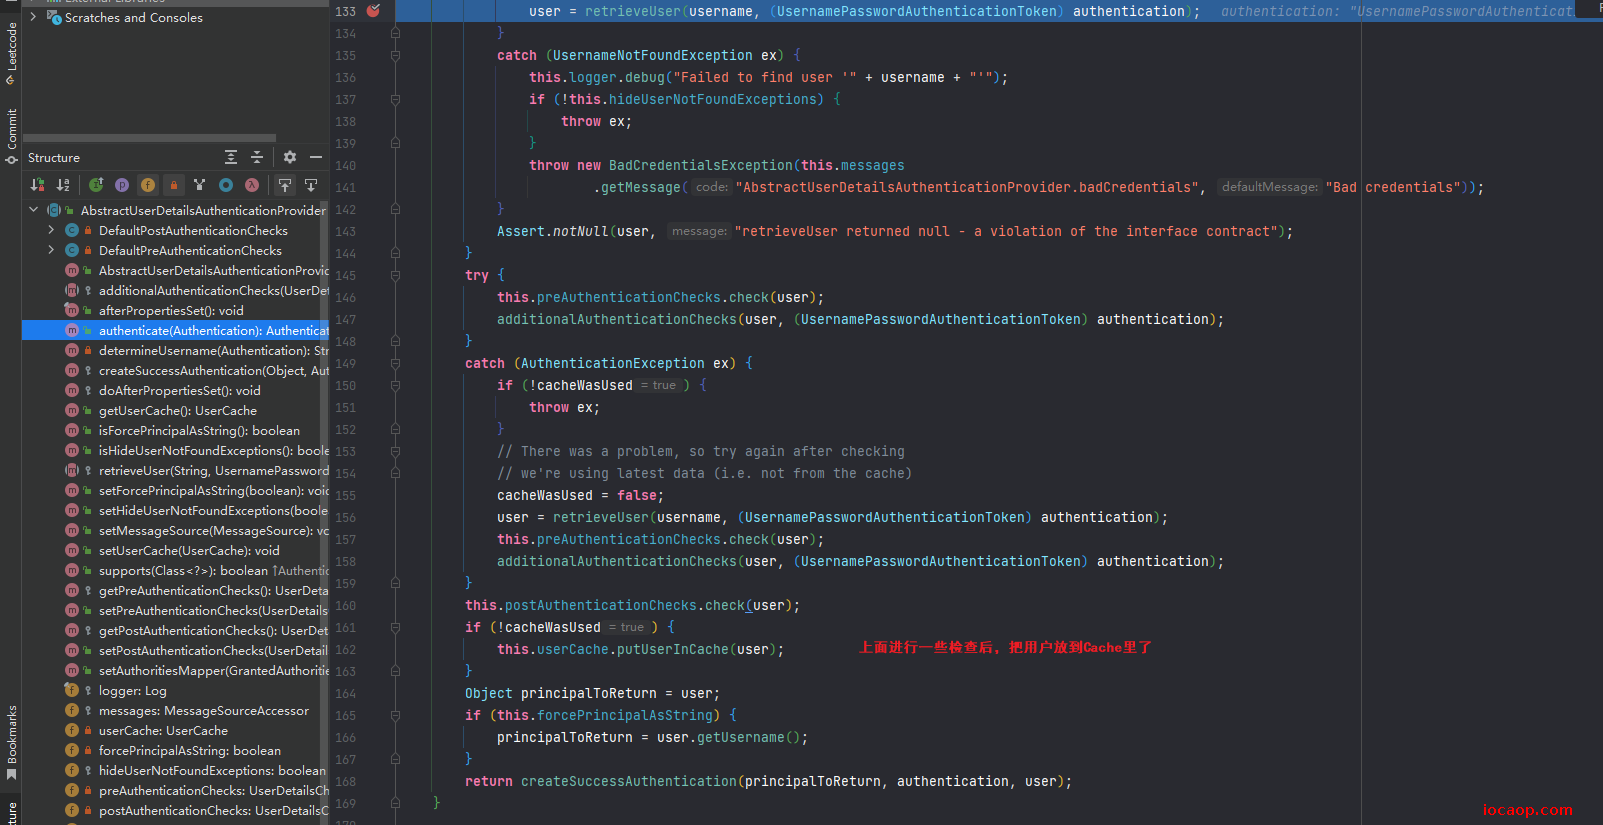 External Libraries
Scratches and Consoles
Leetcode
Commit
Bookmarks
Structure
AbstractUserDetailsAuthenticationProvider
DefaultPostAuthenticationChecks
DefaultPreAuthenticationChecks
AbstractUserDetailsAuthenticationProvic
additionalAuthenticationChecks(UserDet
afterPropertiesSet(): void
authenticate(Authentication): Authenticat
determineUsername(Authentication): Str
createSuccessAuthentication(Object, Aut
doAfterPropertiesSet(): void
getUserCache(): UserCache
isForcePrincipalAsString(): boolean
isHideUserNotFoundExceptions(): boole
retrieveUser(String, UsernamePassword
setForcePrincipalAsString(boolean): voic
setHideUserNotFoundExceptions(boole
setMessageSource(MessageSource): vc
setUserCache(UserCache): void
supports(Class<?>): boolean ↑Authentic
getPreAuthenticationChecks(): UserDeta
setPreAuthenticationChecks(UserDetails
getPostAuthenticationChecks(): UserDet
setPostAuthenticationChecks(UserDetail
setAuthoritiesMapper(GrantedAuthoritie
logger: Log
messages: MessageSourceAccessor
userCache: UserCache
forcePrincipalAsString: boolean
hideUserNotFoundExceptions: boolean
preAuthenticationChecks: UserDetailsCh
postAuthenticationChecks: UserDetailsC
133 user = retrieveUser(username, (UsernamePasswordAuthenticationToken) authentication); authentication: "UsernamePasswordAuthenticat
134 }
135 catch (UsernameNotFoundException ex) {
136 this.logger.debug("Failed to find user '" + username + "'");
137 if (!this.hideUserNotFoundExceptions) {
138 throw ex;
139 }
140 throw new BadCredentialsException(this.messages
141 .getMessage( code: "AbstractUserDetailsAuthenticationProvider.badCredentials", defaultMessage: "Bad credentials"));
142 }
143 Assert.notNull(user, message: "retrieveUser returned null - a violation of the interface contract");
144 }
145 try {
146 this.preAuthenticationChecks.check(user);
147 additionalAuthenticationChecks(user, (UsernamePasswordAuthenticationToken) authentication);
148 }
149 catch (AuthenticationException ex) {
150 if (!cacheWasUsed = true ) {
151 throw ex;
152 }
153 // There was a problem, so try again after checking
154 // we're using latest data (i.e. not from the cache)
155 cacheWasUsed = false;
156 user = retrieveUser(username, (UsernamePasswordAuthenticationToken) authentication);
157 this.preAuthenticationChecks.check(user);
158 additionalAuthenticationChecks(user, (UsernamePasswordAuthenticationToken) authentication);
159 }
160 this.postAuthenticationChecks.check(user);
161 if (!cacheWasUsed = true ) {
162 this.userCache.putUserInCache(user); 上面进行一些检查后，把用户放到Cache里了
163 }
164 Object principalToReturn = user;
165 if (this.forcePrincipalAsString) {
166 principalToReturn = user.getUsername();
167 }
168 return createSuccessAuthentication(principalToReturn, authentication, user);
169 }
iocaop.com